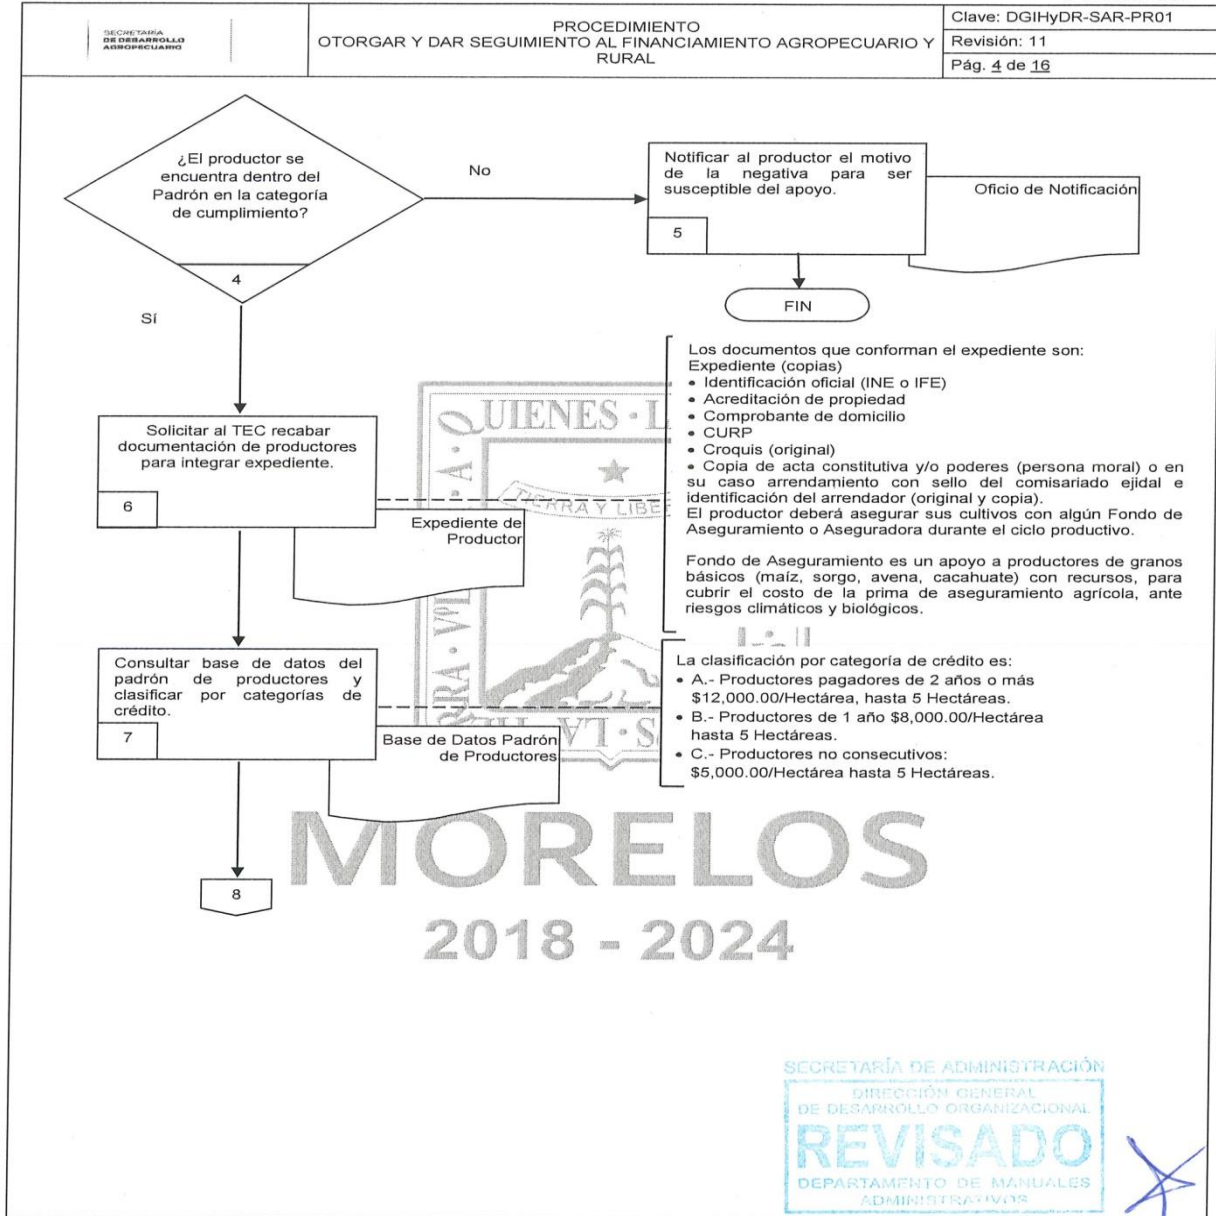 SECRETARÍA
DE DESARROLLO
AGROPECUARIO
PROCEDIMIENTO
OTORGAR Y DAR SEGUIMIENTO AL FINANCIAMIENTO AGROPECUARIO Y
RURAL
Clave: DGIHyDR-SAR-PR01
Revisión: 11
Pág. 4 de 16
¿El productor se
encuentra dentro del
Padrón en la categoría
de cumplimiento?
4
No
Notificar al productor el motivo
de la negativa para ser
susceptible del apoyo.
5
Oficio de Notificación
FIN
Sí
Solicitar al TEC recabar
documentación de productores
para integrar expediente.
6
Expediente de
Productor
Los documentos que conforman el expediente son:
Expediente (copias)
• Identificación oficial (INE o IFE)
• Acreditación de propiedad
• Comprobante de domicilio
• CURP
• Croquis (original)
• Copia de acta constitutiva y/o poderes (persona moral) o en
su caso arrendamiento con sello del comisariado ejidal e
identificación del arrendador (original y copia).
El productor deberá asegurar sus cultivos con algún Fondo de
Aseguramiento o Aseguradora durante el ciclo productivo.
Fondo de Aseguramiento es un apoyo a productores de granos
básicos (maíz, sorgo, avena, cacahuate) con recursos, para
cubrir el costo de la prima de aseguramiento agrícola, ante
riesgos climáticos y biológicos.
Consultar base de datos del
padrón de productores y
clasificar por categorías de
crédito.
7
Base de Datos Padrón
de Productores
La clasificación por categoría de crédito es:
• A.- Productores pagadores de 2 años o más
$12,000.00/Hectárea, hasta 5 Hectáreas.
• B.- Productores de 1 año $8,000.00/Hectárea
hasta 5 Hectáreas.
• C.- Productores no consecutivos:
$5,000.00/Hectárea hasta 5 Hectáreas.
8
QUIENES · L
TIERRA Y LIBE
MORELOS
2018 - 2024
SECRETARÍA DE ADMINISTRACIÓN
DIRECCIÓN GENERAL
DE DESARROLLO ORGANIZACIONAL
REVISADO
DEPARTAMENTO DE MANUALES
ADMINISTRATIVOS